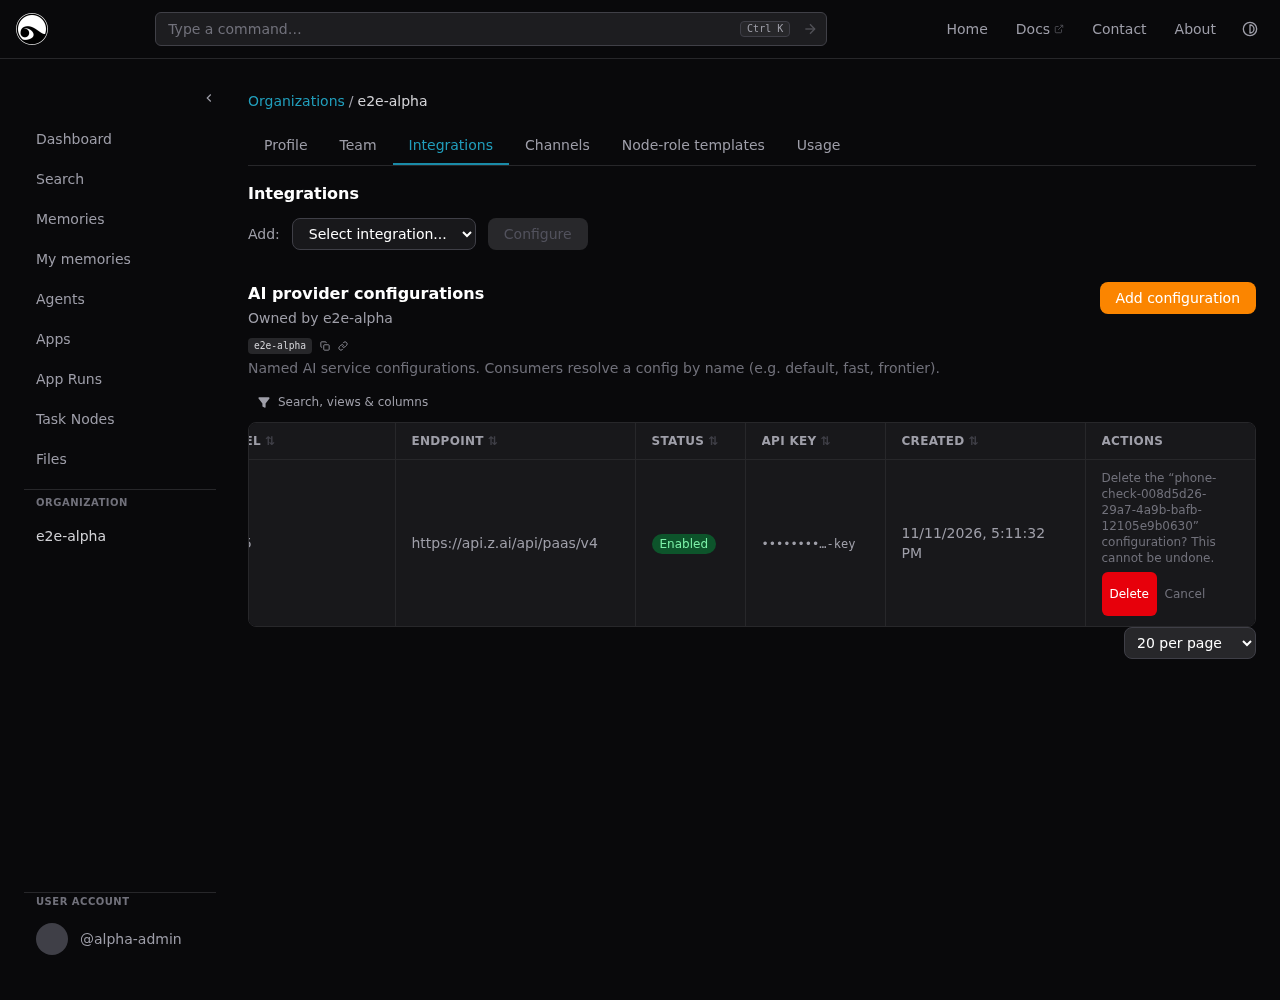 Type a command...
Ctrl K
Home
Docs
Contact
About
Organizations / e2e-alpha
Dashboard
Search
Memories
My memories
Agents
Apps
App Runs
Task Nodes
Files
ORGANIZATION
e2e-alpha
USER ACCOUNT
@alpha-admin
Profile
Team
Integrations
Channels
Node-role templates
Usage
Integrations
Add:
Select integration...
Configure
AI provider configurations
Add configuration
Owned by e2e-alpha
e2e-alpha
Named AI service configurations. Consumers resolve a config by name (e.g. default, fast, frontier).
Search, views & columns
EL
ENDPOINT
STATUS
API KEY
CREATED
ACTIONS
https://api.z.ai/api/paas/v4
Enabled
••••••••…-key
11/11/2026, 5:11:32
PM
Delete the “phone-
check-008d5d26-
29a7-4a9b-bafb-
12105e9b0630”
configuration? This
cannot be undone.
Delete
Cancel
20 per page